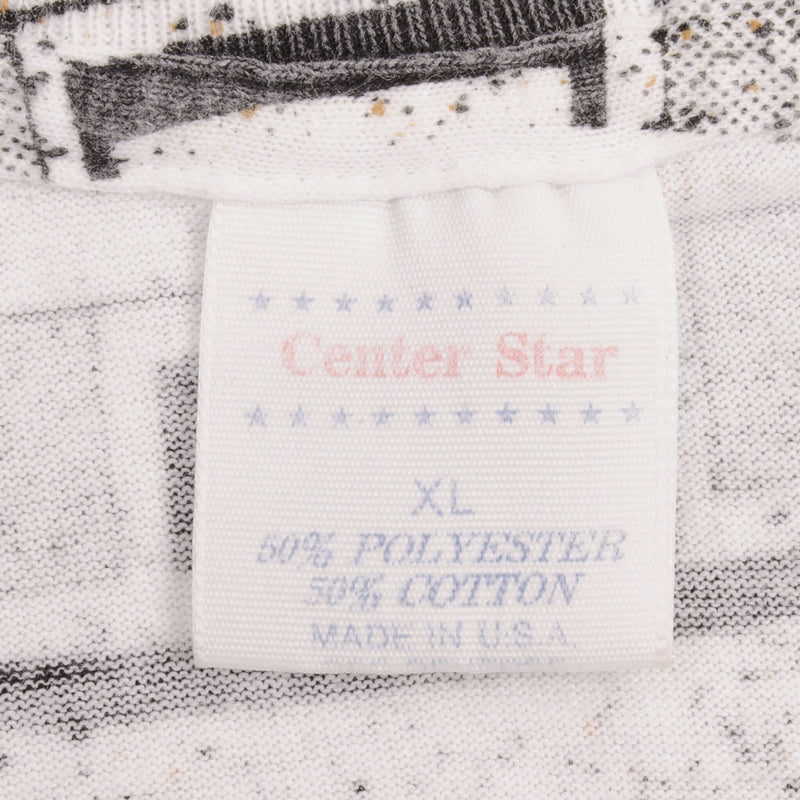 Center Star
XL
50% POLYESTER
50% COTTON
MADE IN U.S.A.